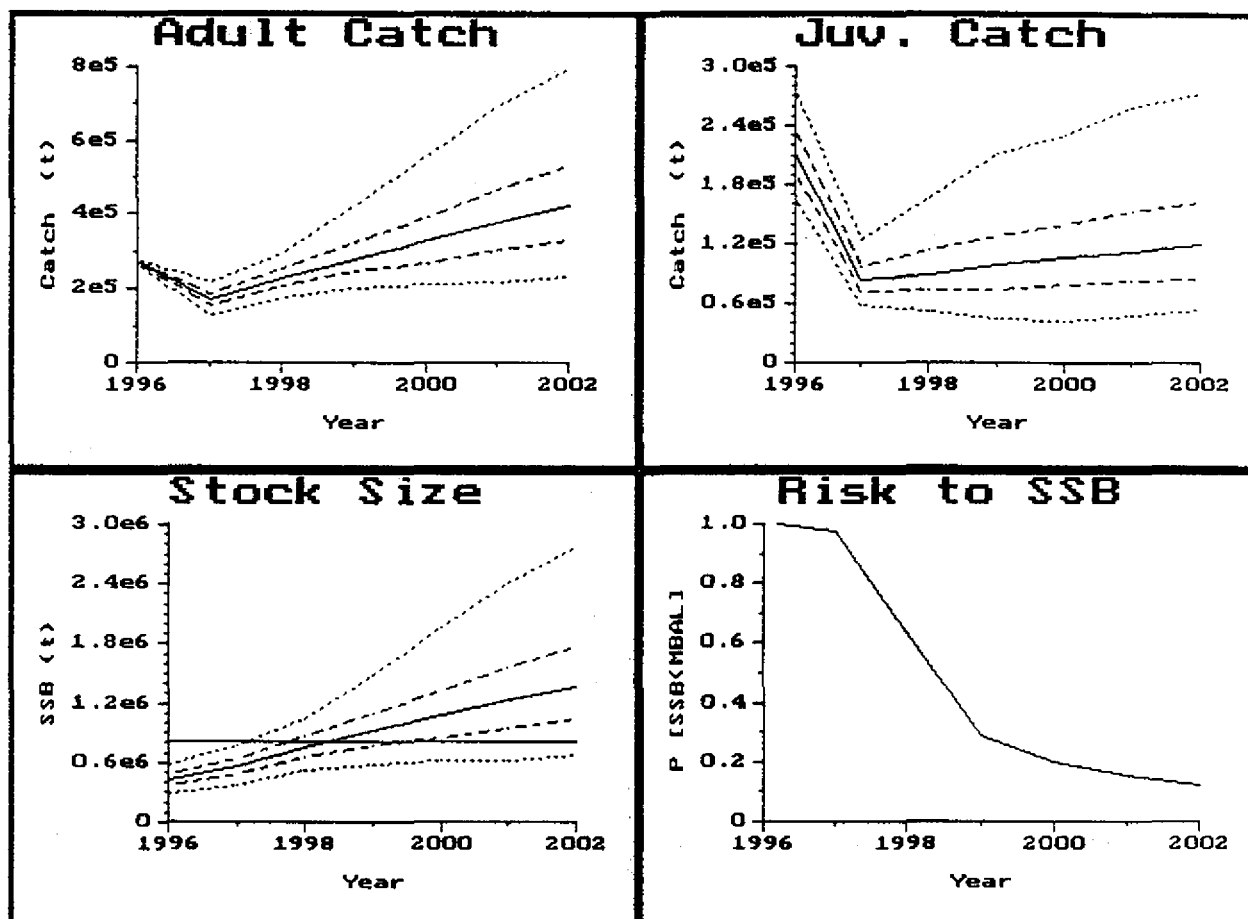 Adult Catch
8e5
6e5
4e5
2e5
0
Catch (t)
1996 1998 2000 2002
Year
Juv. Catch
3.0e5
2.4e5
1.8e5
1.2e5
0.6e5
0
Catch (t)
1996 1998 2000 2002
Year
Stock Size
3.0e6
2.4e6
1.8e6
1.2e6
0.6e6
0
SSB (t)
1996 1998 2000 2002
Year
Risk to SSB
1.0
0.8
0.6
0.4
0.2
0
P [SSB<MBAL]
1996 1998 2000 2002
Year